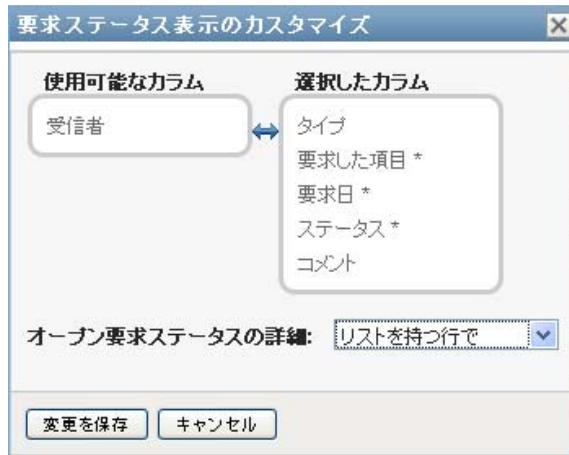 要求ステータス表示のカスタマイズ
使用可能なカラム
受信者
選択したカラム
タイプ
要求した項目 *
要求日 *
ステータス *
コメント
オープン要求ステータスの詳細: リストを持つ行で
変更を保存 キャンセル